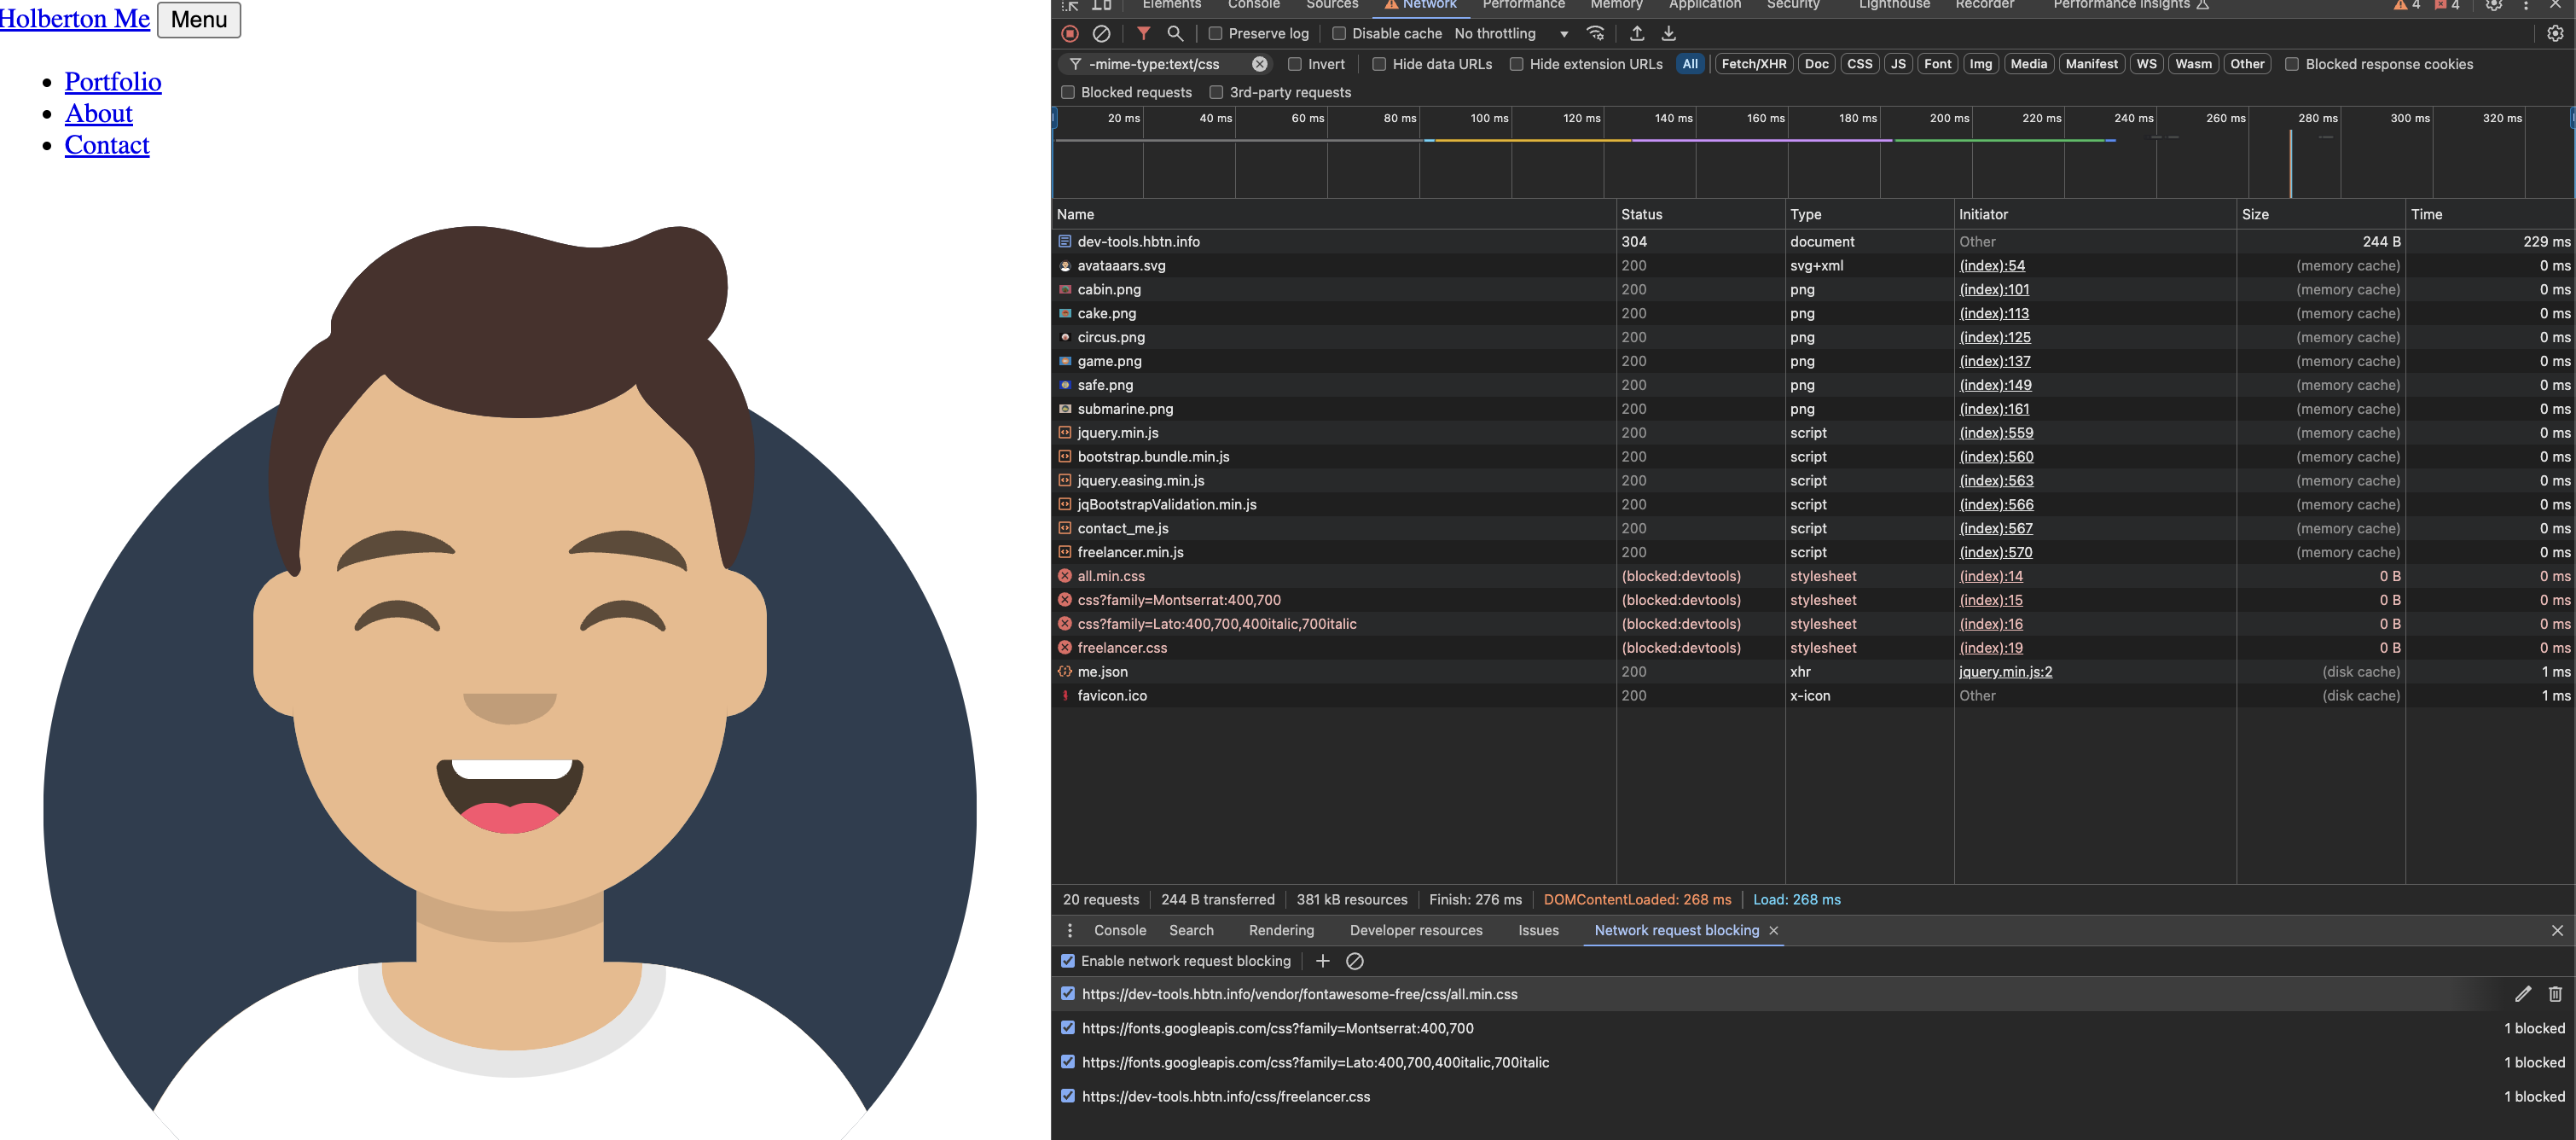 Holberton Me Menu
Portfolio
About
Contact
Elements Console Sources Network Performance Memory Application Security Lighthouse Recorder Performance insights 4 4
Preserve log Disable cache No throttling
-mime-type:text/css Invert Hide data URLs Hide extension URLs All Fetch/XHR Doc CSS JS Font Img Media Manifest WS Wasm Other Blocked response cookies
Blocked requests 3rd-party requests
20 ms 40 ms 60 ms 80 ms 100 ms 120 ms 140 ms 160 ms 180 ms 200 ms 220 ms 240 ms 260 ms 280 ms 300 ms 320 ms
Name Status Type Initiator Size Time
dev-tools.hbtn.info 304 document Other 244 B 229 ms
avataaars.svg 200 svg+xml (index):54 (memory cache) 0 ms
cabin.png 200 png (index):101 (memory cache) 0 ms
cake.png 200 png (index):113 (memory cache) 0 ms
circus.png 200 png (index):125 (memory cache) 0 ms
game.png 200 png (index):137 (memory cache) 0 ms
safe.png 200 png (index):149 (memory cache) 0 ms
submarine.png 200 png (index):161 (memory cache) 0 ms
jquery.min.js 200 script (index):559 (memory cache) 0 ms
bootstrap.bundle.min.js 200 script (index):560 (memory cache) 0 ms
jquery.easing.min.js 200 script (index):563 (memory cache) 0 ms
jqBootstrapValidation.min.js 200 script (index):566 (memory cache) 0 ms
contact_me.js 200 script (index):567 (memory cache) 0 ms
freelancer.min.js 200 script (index):570 (memory cache) 0 ms
all.min.css (blocked:devtools) stylesheet (index):14 0 B 0 ms
css?family=Montserrat:400,700 (blocked:devtools) stylesheet (index):15 0 B 0 ms
css?family=Lato:400,700,400italic,700italic (blocked:devtools) stylesheet (index):16 0 B 0 ms
freelancer.css (blocked:devtools) stylesheet (index):19 0 B 0 ms
me.json 200 xhr jquery.min.js:2 (disk cache) 1 ms
favicon.ico 200 x-icon Other (disk cache) 1 ms
20 requests 244 B transferred 381 kB resources Finish: 276 ms DOMContentLoaded: 268 ms Load: 268 ms
Console Search Rendering Developer resources Issues Network request blocking
Enable network request blocking
https://dev-tools.hbtn.info/vendor/fontawesome-free/css/all.min.css
https://fonts.googleapis.com/css?family=Montserrat:400,700 1 blocked
https://fonts.googleapis.com/css?family=Lato:400,700,400italic,700italic 1 blocked
https://dev-tools.hbtn.info/css/freelancer.css 1 blocked